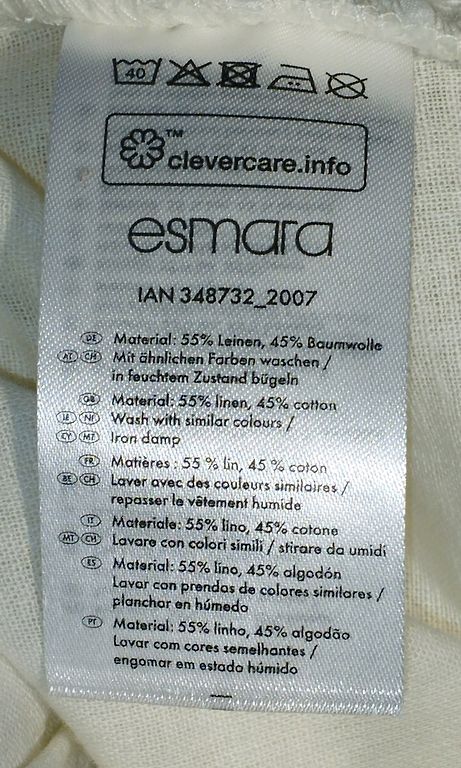 40
™
clevercare.info
esmara
IAN 348732_2007
DE Material: 55% Leinen, 45% Baumwolle
AT CH Mit ähnlichen Farben waschen /
in feuchtem Zustand bügeln
GB Material: 55% linen, 45% cotton
IE NI Wash with similar colours /
CY MT Iron damp
FR Matières : 55 % lin, 45 % coton
BE CH Laver avec des couleurs similaires /
repasser le vêtement humide
IT Materiale: 55% lino, 45% cotone
MT CH Lavare con colori simili / stirare da umidi
ES Material: 55% lino, 45% algodón
Lavar con prendas de colores similares /
planchar en húmedo
PT Material: 55% linho, 45% algodão
Lavar com cores semelhantes /
engomar em estado húmido